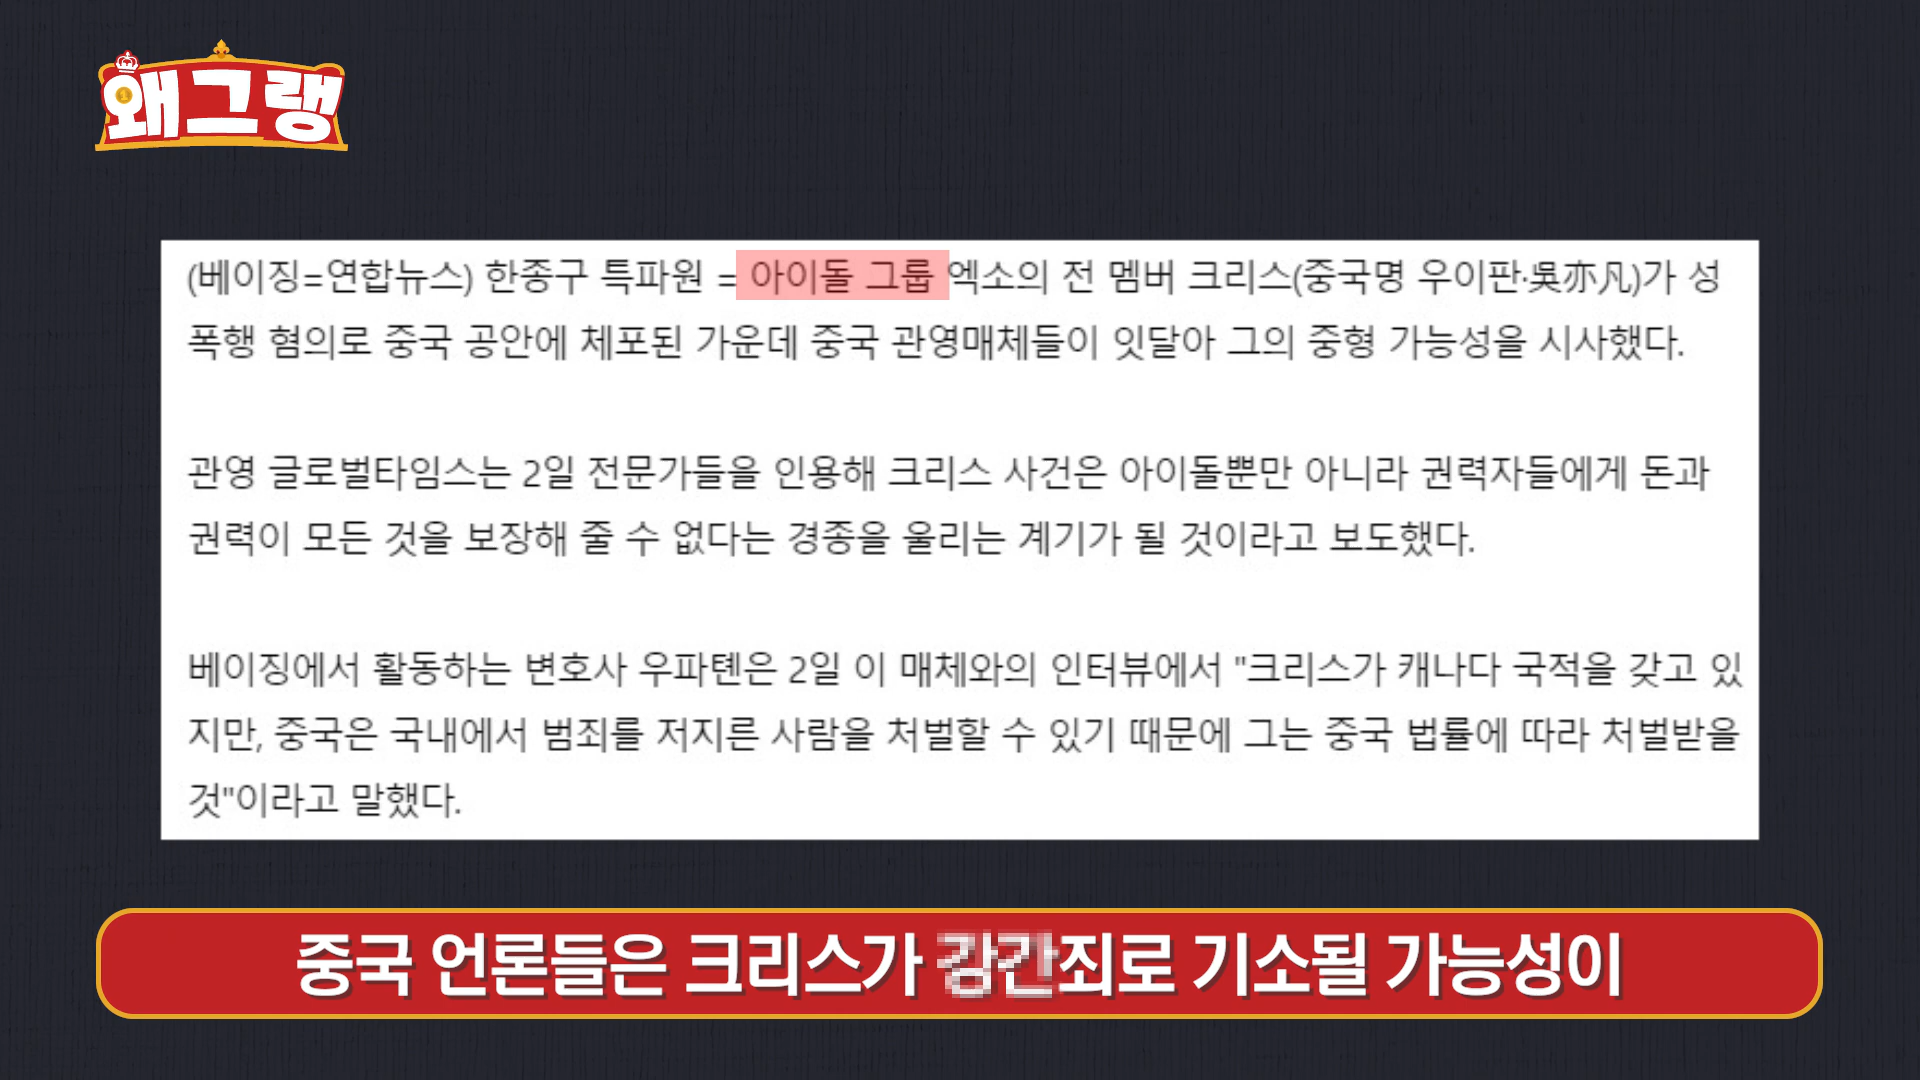 왜그랭
(베이징=연합뉴스) 한종구 특파원 = 아이돌 그룹 엑소의 전 멤버 크리스(중국명 우이판·吳亦凡)가 성
폭행 혐의로 중국 공안에 체포된 가운데 중국 관영매체들이 잇달아 그의 중형 가능성을 시사했다.
관영 글로벌타임스는 2일 전문가들을 인용해 크리스 사건은 아이돌뿐만 아니라 권력자들에게 돈과
권력이 모든 것을 보장해 줄 수 없다는 경종을 울리는 계기가 될 것이라고 보도했다.
베이징에서 활동하는 변호사 우파톈은 2일 이 매체와의 인터뷰에서 "크리스가 캐나다 국적을 갖고 있
지만, 중국은 국내에서 범죄를 저지른 사람을 처벌할 수 있기 때문에 그는 중국 법률에 따라 처벌받을
것"이라고 말했다.
중국 언론들은 크리스가 강간죄로 기소될 가능성이